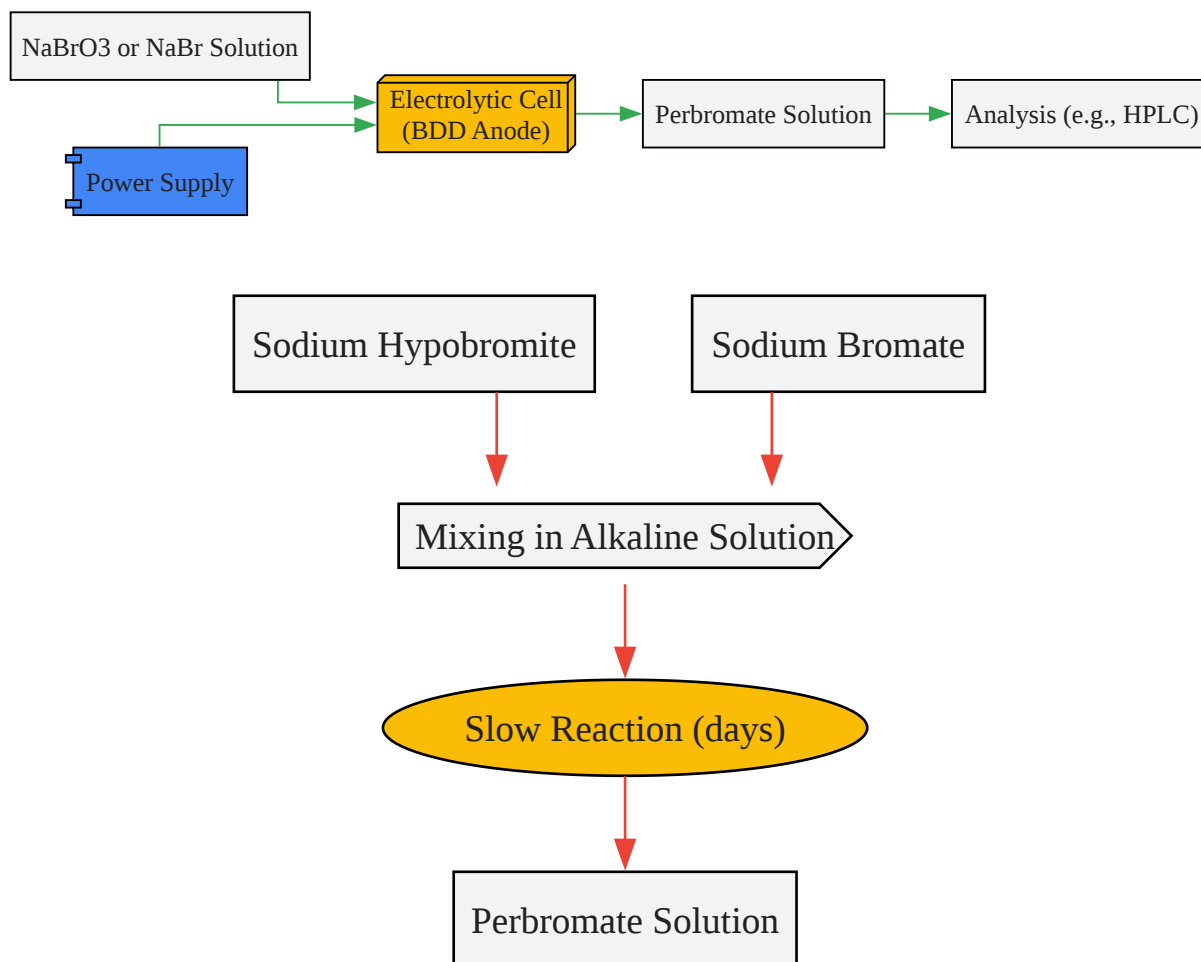 NaBrO3 or NaBr Solution
Power Supply
Electrolytic Cell
(BDD Anode)
Perbromate Solution
Analysis (e.g., HPLC)
Sodium Hypobromite
Sodium Bromate
Mixing in Alkaline Solution
Slow Reaction (days)
Perbromate Solution